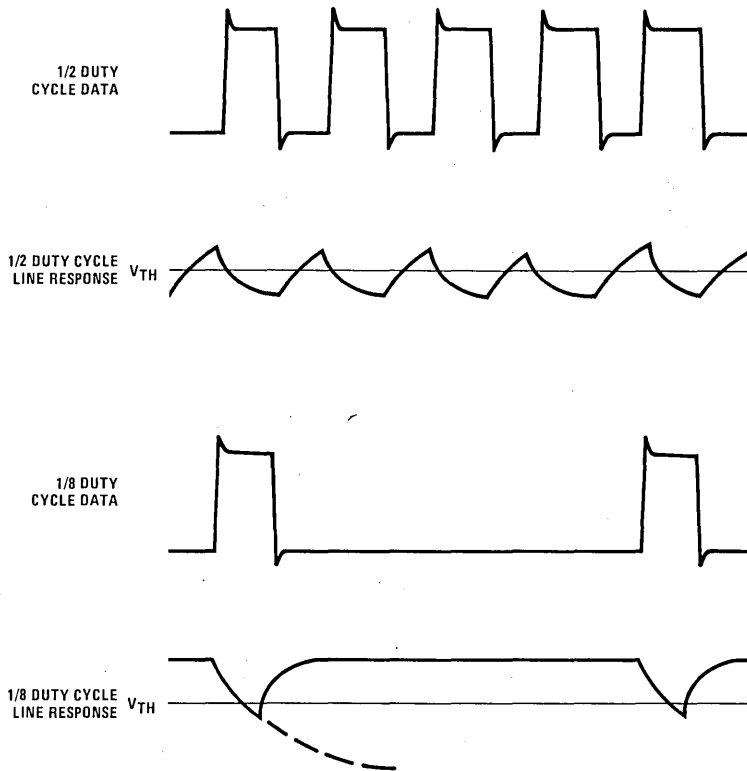 1/2 DUTY
CYCLE DATA
1/2 DUTY CYCLE
LINE RESPONSE
VTH
1/8 DUTY
CYCLE DATA
1/8 DUTY CYCLE
LINE RESPONSE
VTH